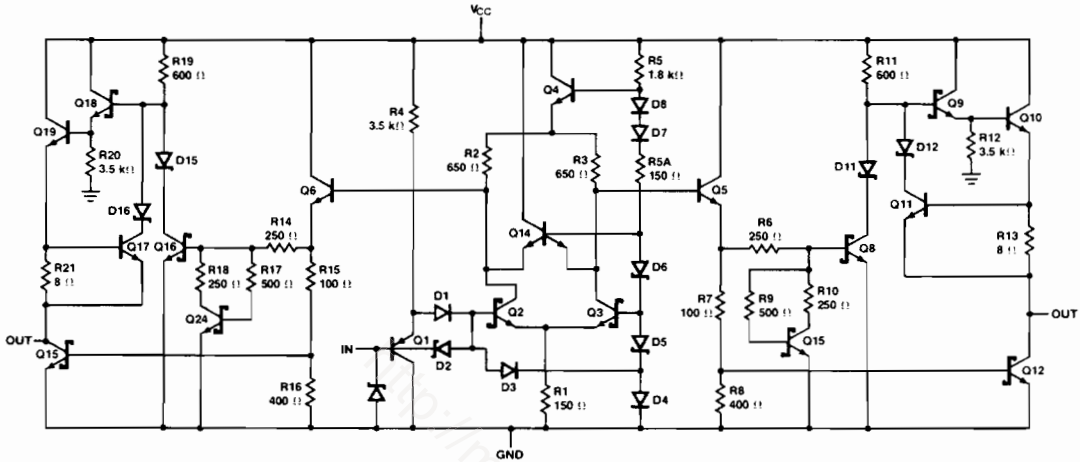 VCC
R19
600 Ω
Q18
Q19
R20
3.5 kΩ
D15
D16
Q17
Q16
R14
250 Ω
R18
250 Ω
R17
500 Ω
R15
100 Ω
R21
8 Ω
OUT
Q15
Q24
R16
400 Ω
Q6
R4
3.5 kΩ
R2
650 Ω
Q4
R5
1.8 kΩ
D8
D7
R3
650 Ω
R5A
150 Ω
Q14
D6
D1
Q2
Q3
IN
Q1
D2
D3
D5
R1
150 Ω
D4
Q5
R6
250 Ω
R7
100 Ω
R9
500 Ω
R10
250 Ω
Q15
R8
400 Ω
R11
600 Ω
Q9
Q10
R12
3.5 kΩ
D11
D12
Q11
Q8
R13
8 Ω
OUT
Q12
GND
http://